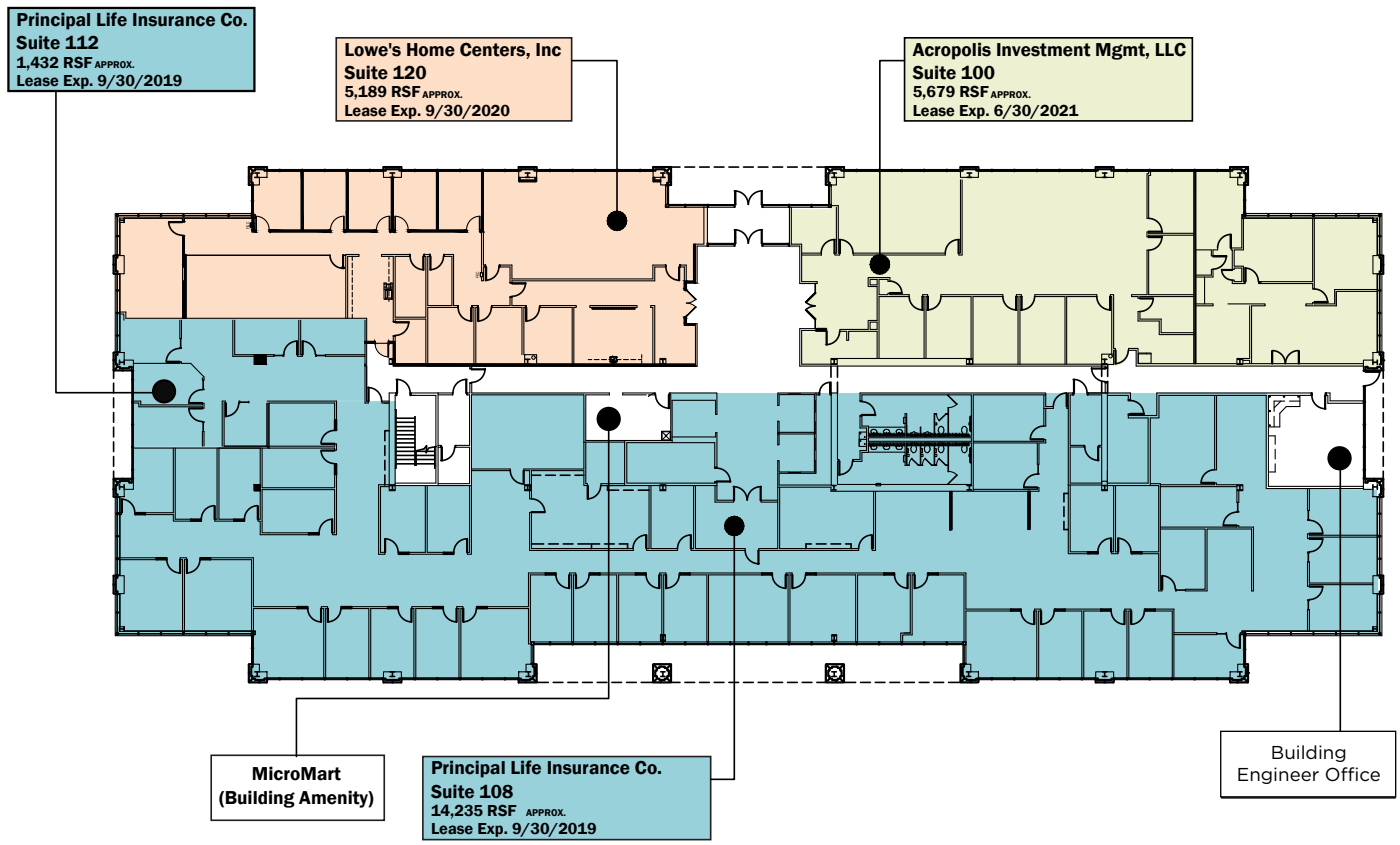 Principal Life Insurance Co.
Suite 112
1,432 RSF APPROX.
Lease Exp. 9/30/2019
Lowe's Home Centers, Inc
Suite 120
5,189 RSF APPROX.
Lease Exp. 9/30/2020
Acropolis Investment Mgmt, LLC
Suite 100
5,679 RSF APPROX.
Lease Exp. 6/30/2021
MicroMart
(Building Amenity)
Principal Life Insurance Co.
Suite 108
14,235 RSF APPROX.
Lease Exp. 9/30/2019
Building
Engineer Office